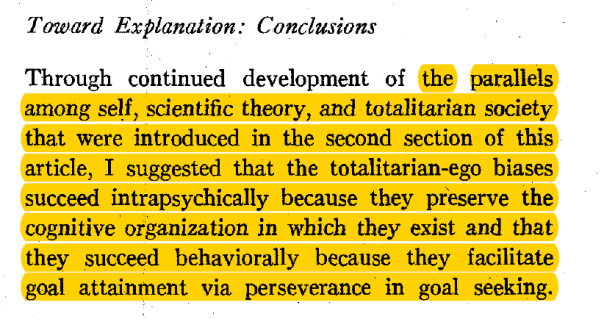 Toward Explanation: Conclusions
Through continued development of the parallels
among self, scientific theory, and totalitarian society
that were introduced in the second section of this
article, I suggested that the totalitarian-ego biases
succeed intrapsychically because they preserve the
cognitive organization in which they exist and that
they succeed behaviorally because they facilitate
goal attainment via perseverance in goal seeking.